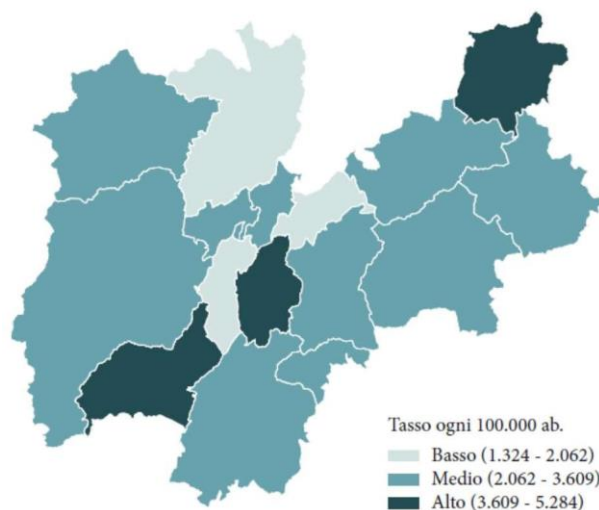 Tasso ogni 100.000 ab.
Basso (1.324 - 2.062)
Medio (2.062 - 3.609)
Alto (3.609 - 5.284)